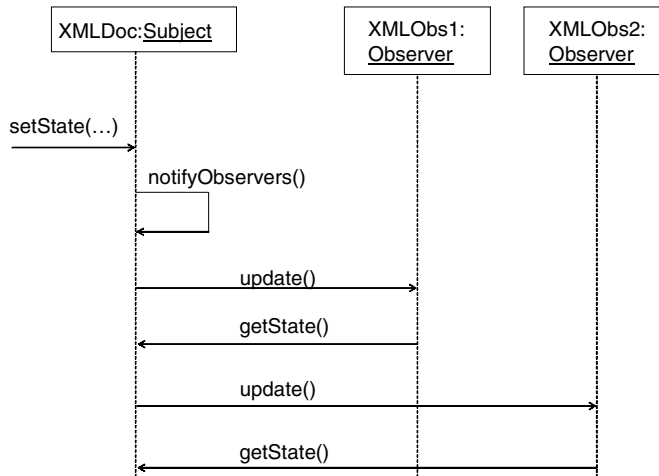 XMLDoc:Subject
XMLObs1:
Observer
XMLObs2:
Observer
setState(…)
notifyObservers()
update()
getState()
update()
getState()